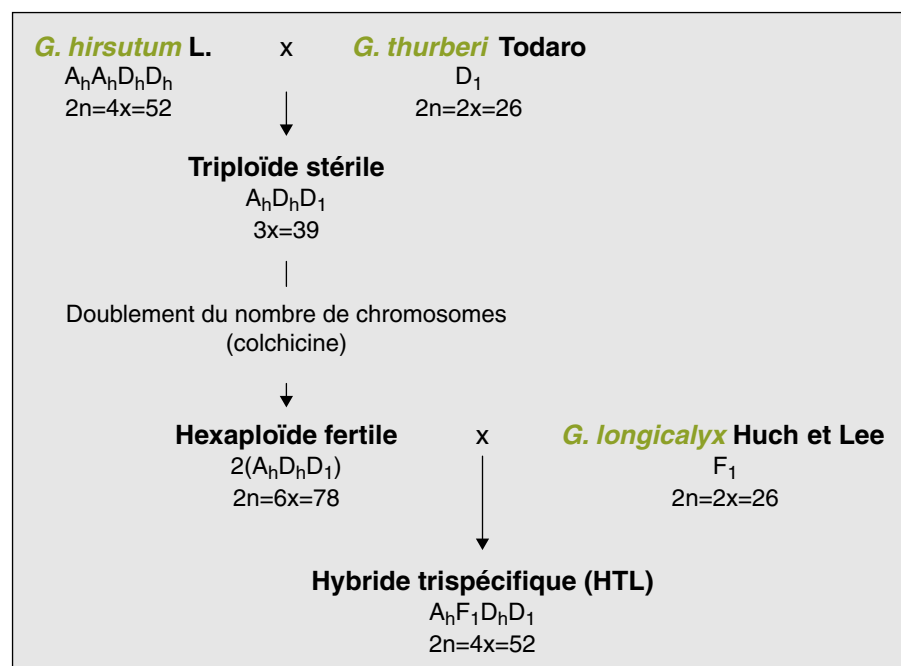 G. hirsutum L. x G. thurberi Todaro
AhAhDhDh D1
2n=4x=52 2n=2x=26
Triploïde stérile
AhDhD1
3x=39
Doublement du nombre de chromosomes
(colchicine)
Hexaploïde fertile x G. longicalyx Huch et Lee
2(AhDhD1) F1
2n=6x=78 2n=2x=26
Hybride trispécifique (HTL)
AhF1DhD1
2n=4x=52